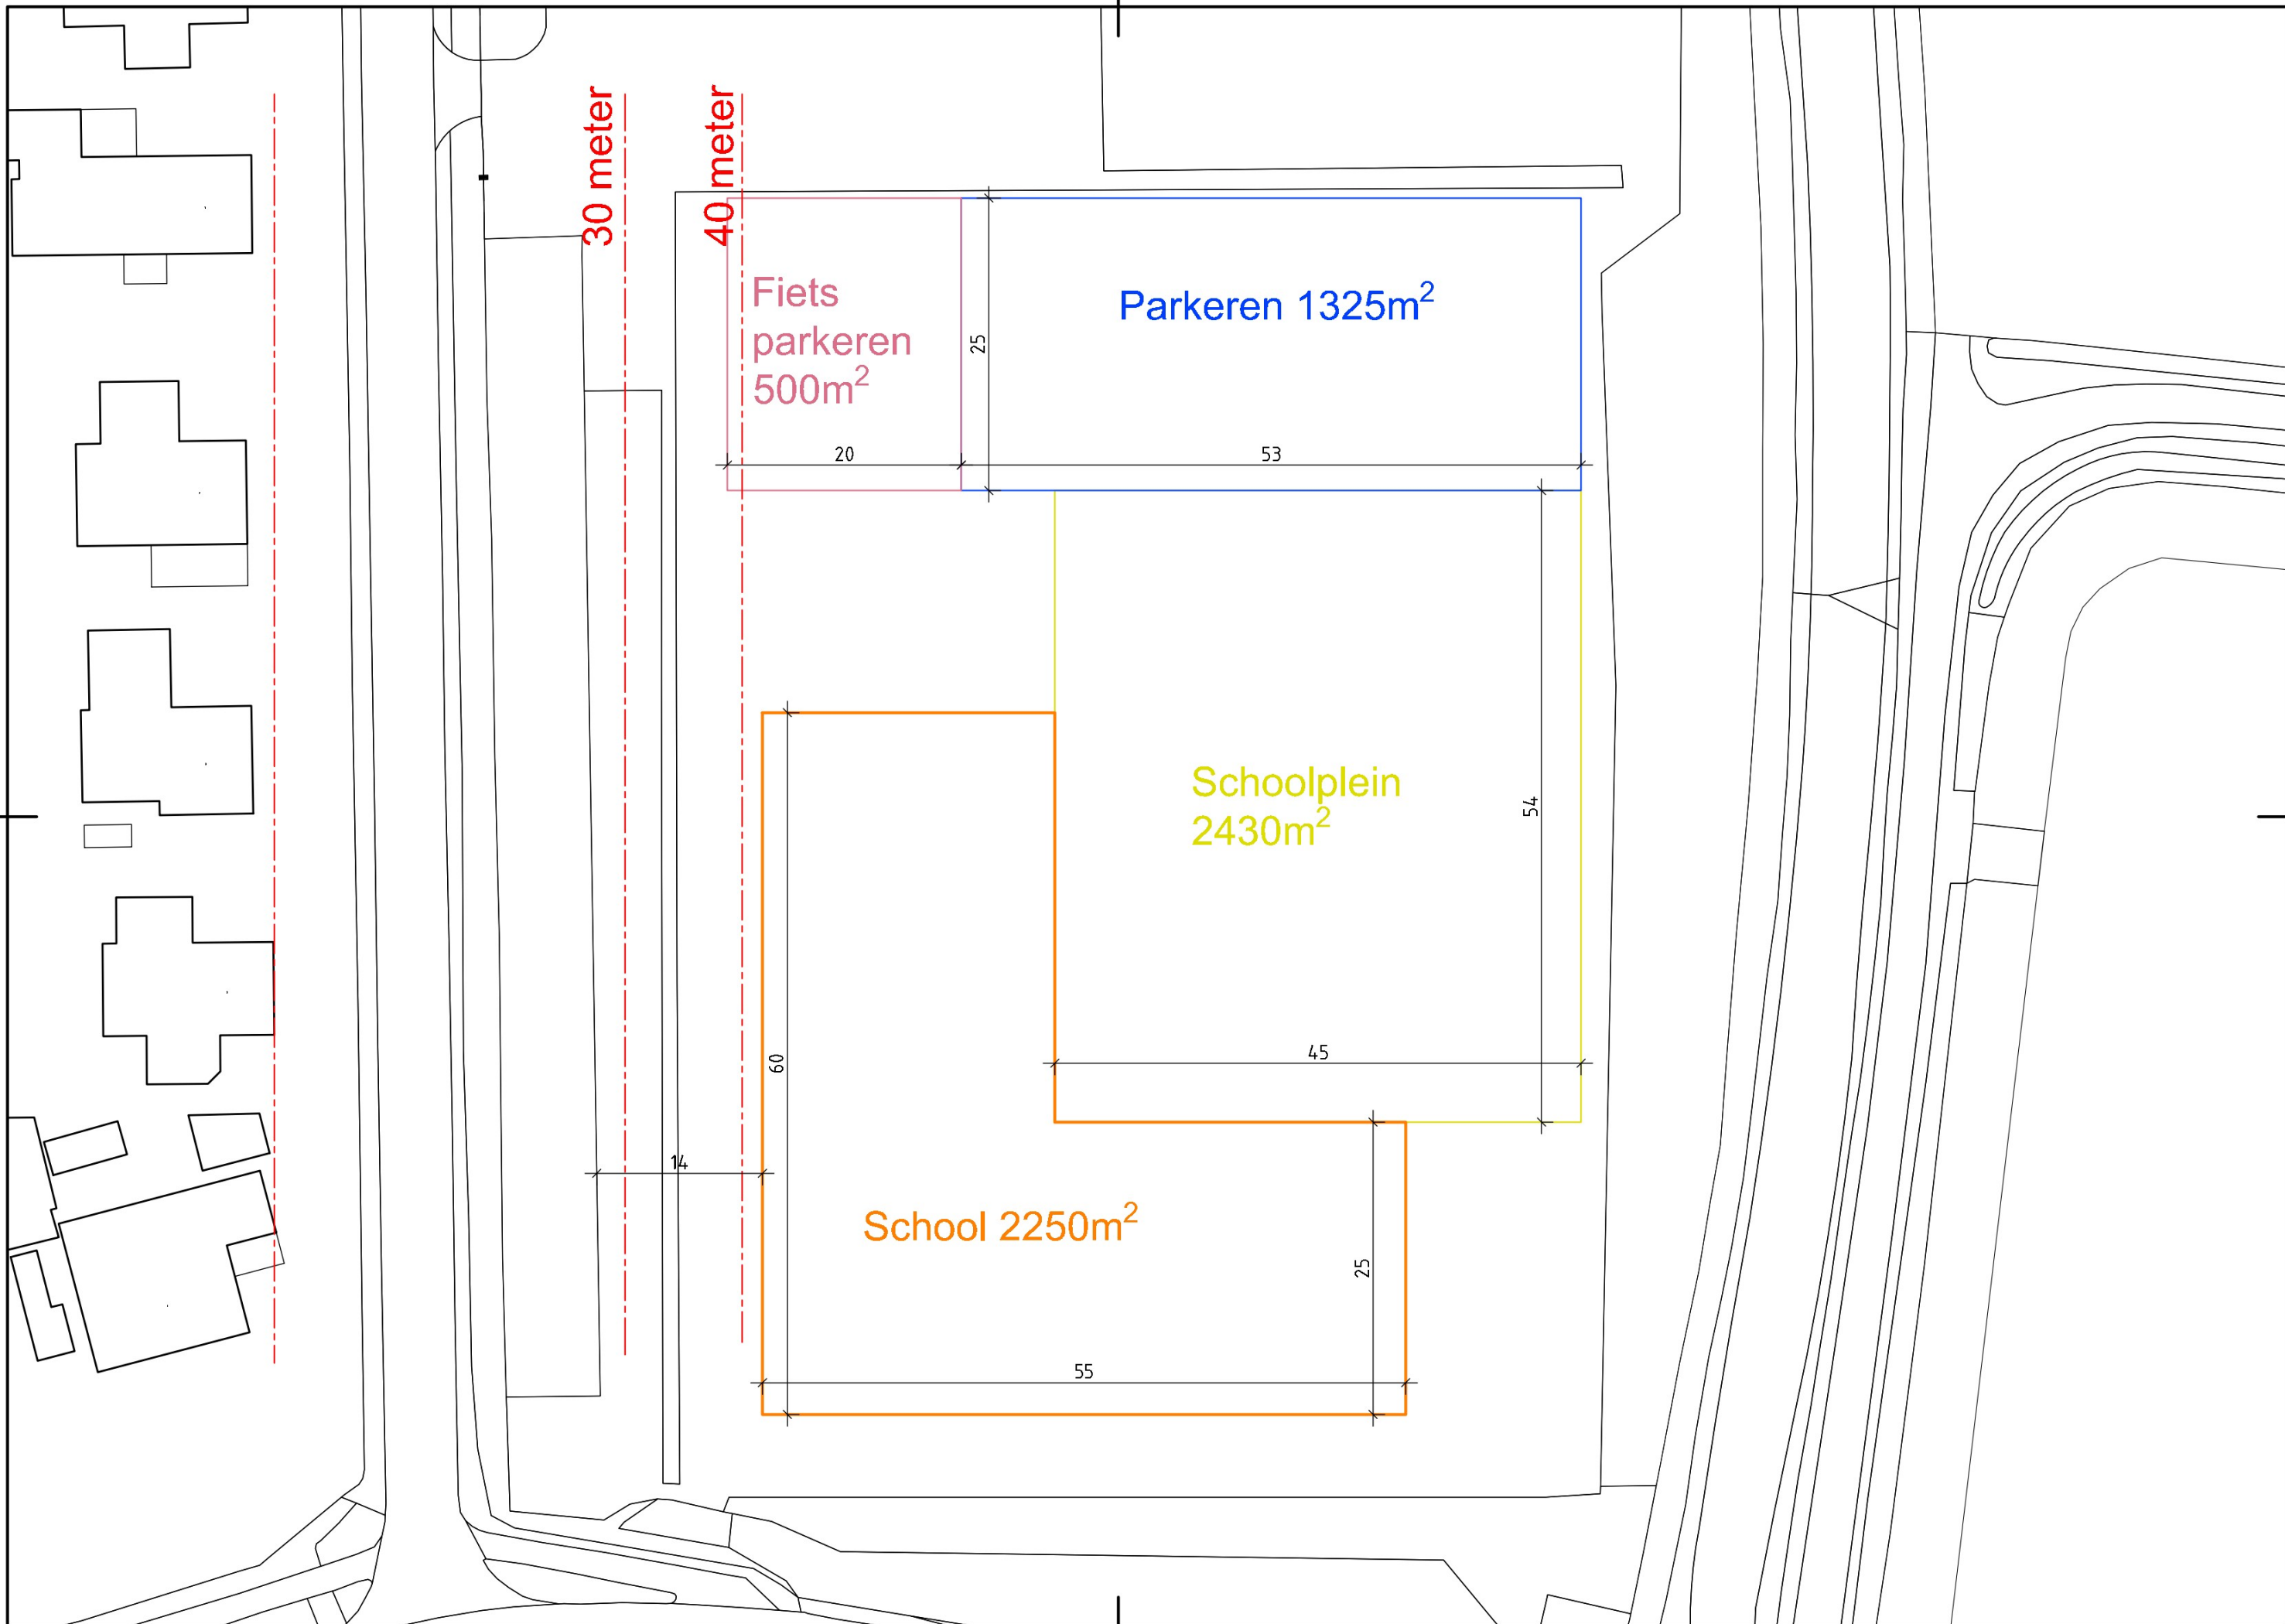 30 meter
40 meter
Fiets
parkeren
500m²
Parkeren 1325m²
25
20
53
Schoolplein
2430m²
54
60
45
14
School 2250m²
25
55